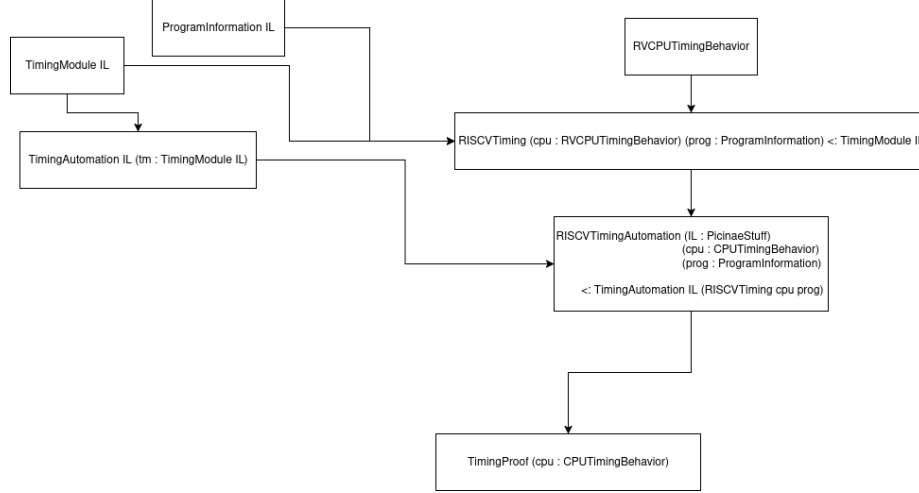 ProgramInformation IL
TimingModule IL
RVCPUTimingBehavior
TimingAutomation IL (tm : TimingModule IL)
RISCVTiming (cpu : RVCPUTimingBehavior) (prog : ProgramInformation) <: TimingModule IL
RISCVTimingAutomation (IL : PicinaeStuff)
(cpu : CPUTimingBehavior)
(prog : ProgramInformation)
<: TimingAutomation IL (RISCVTiming cpu prog)
TimingProof (cpu : CPUTimingBehavior)